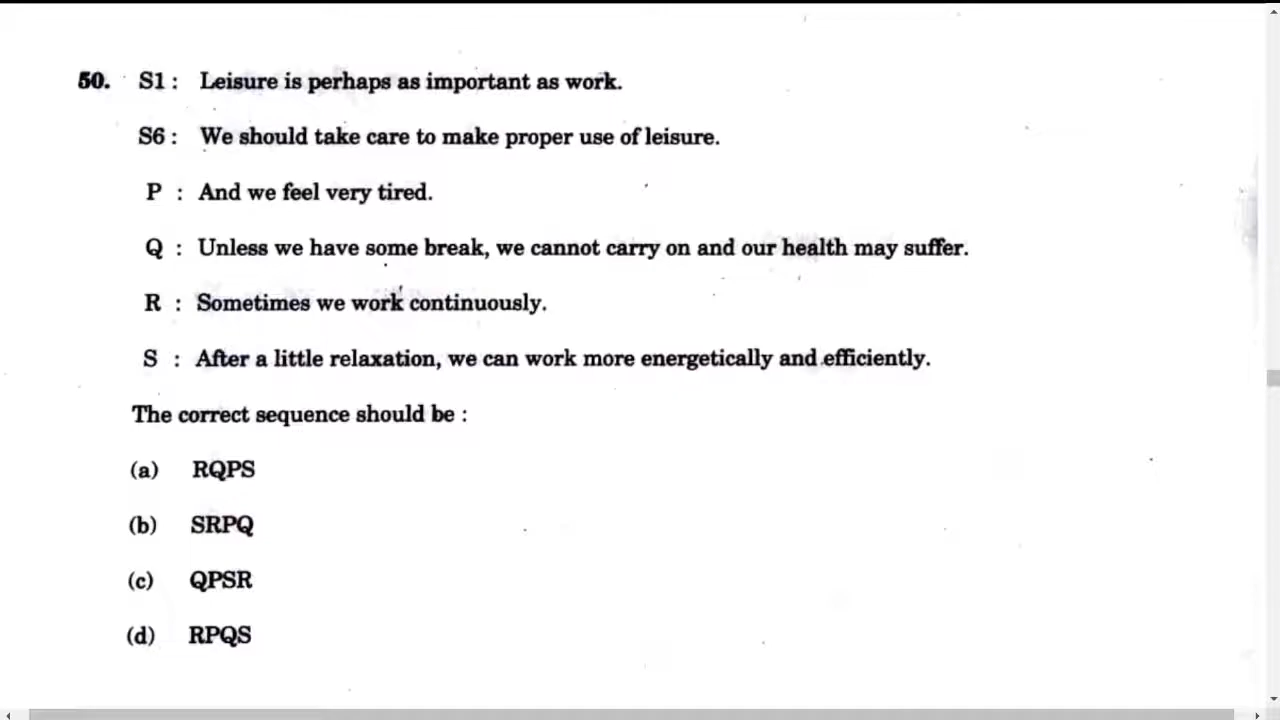 50. S1 : Leisure is perhaps as important as work.
S6 : We should take care to make proper use of leisure.
P : And we feel very tired.
Q : Unless we have some break, we cannot carry on and our health may suffer.
R : Sometimes we work continuously.
S : After a little relaxation, we can work more energetically and efficiently.
The correct sequence should be :
(a) RQPS
(b) SRPQ
(c) QPSR
(d) RPQS